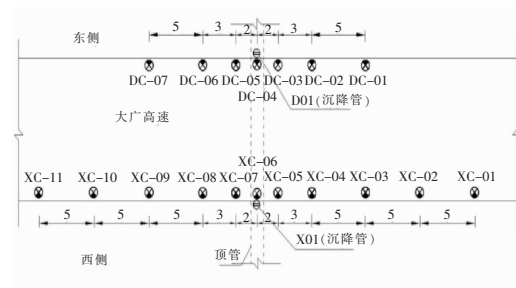 东侧
5 3 2 2 3 5
DC-07 DC-06 DC-05 DC-03 DC-02 DC-01
DC-04
D01(沉降管)
大广高速
XC-06
XC-11 XC-10 XC-09 XC-08 XC-07 XC-05 XC-04 XC-03 XC-02 XC-01
5 5 5 3 2 2 3 5 5 5
X01(沉降管)
西侧
顶管